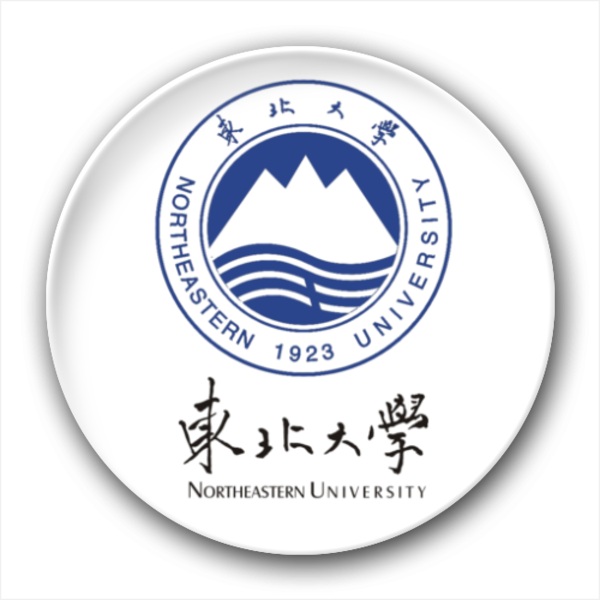 東北大學
NORTHEASTERN 1923 UNIVERSITY
東北大學
NORTHEASTERN UNIVERSITY